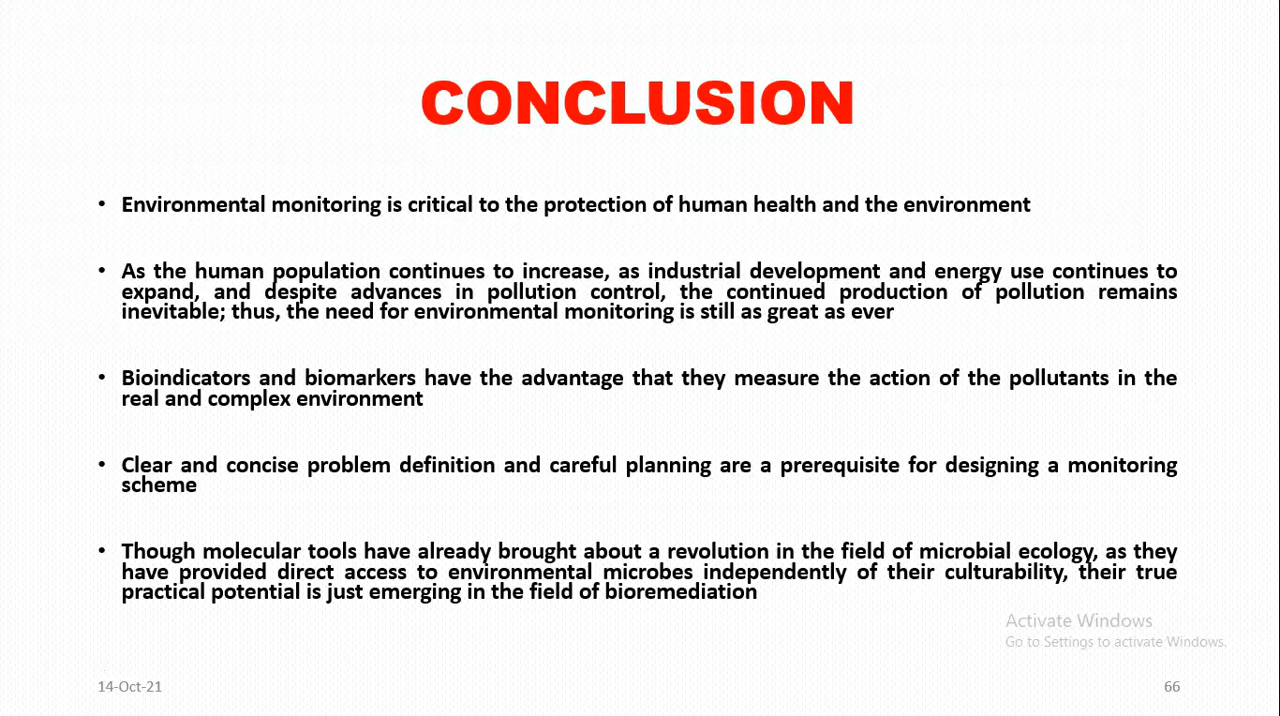 CONCLUSION
• Environmental monitoring is critical to the protection of human health and the environment
• As the human population continues to increase, as industrial development and energy use continues to
expand, and despite advances in pollution control, the continued production of pollution remains
inevitable; thus, the need for environmental monitoring is still as great as ever
• Bioindicators and biomarkers have the advantage that they measure the action of the pollutants in the
real and complex environment
• Clear and concise problem definition and careful planning are a prerequisite for designing a monitoring
scheme
• Though molecular tools have already brought about a revolution in the field of microbial ecology, as they
have provided direct access to environmental microbes independently of their culturability, their true
practical potential is just emerging in the field of bioremediation
Activate Windows
Go to Settings to activate Windows.
14-Oct-21
66